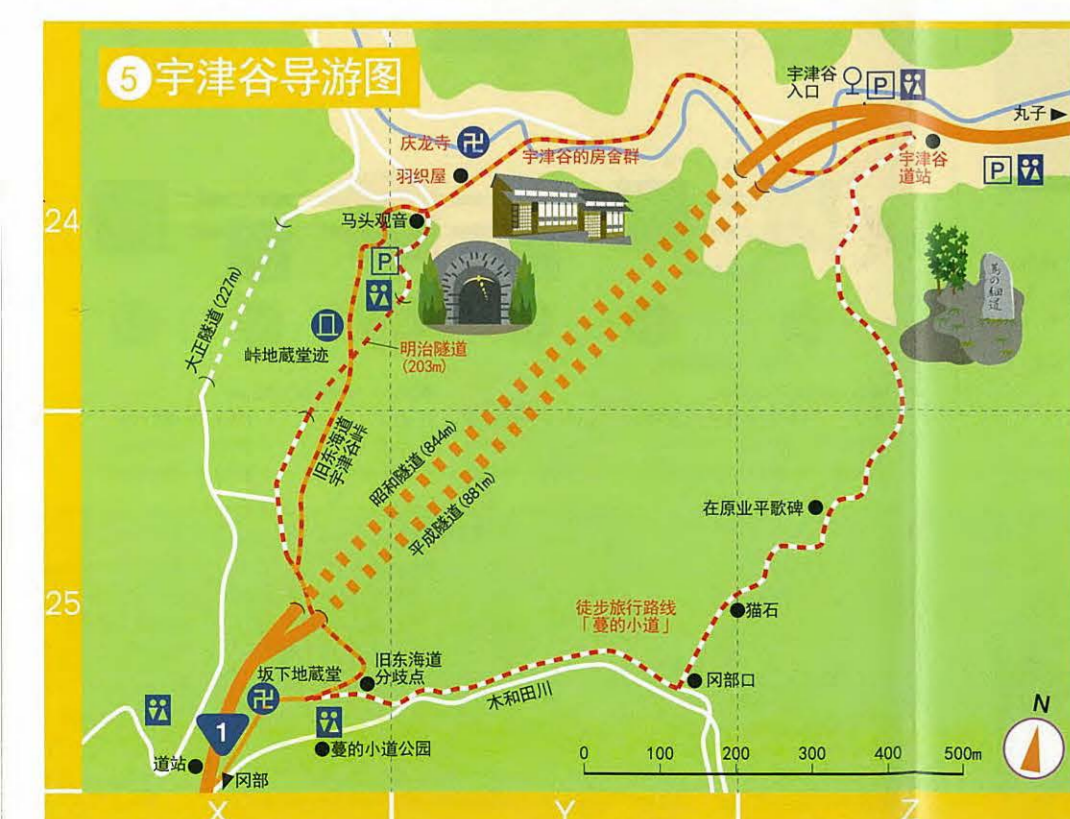 5 宇津谷导游图
宇津谷
入口
P
丸子
庆龙寺
卍
宇津谷的房舍群
宇津谷
道站
P
羽织屋
24
马头观音
P
蔦の細道
大正隧道(227m)
峠地蔵堂迹
明治隧道
(203m)
旧东海道
宇津谷峠
昭和隧道(844m)
平成隧道(881m)
在原业平歌碑
25
徒步旅行路线
「蔓的小道」
猫石
旧东海道
分歧点
坂下地蔵堂
卍
冈部口
木和田川
1
蔓的小道公园
道站
冈部
0 100 200 300 400 500m
N
X Y Z